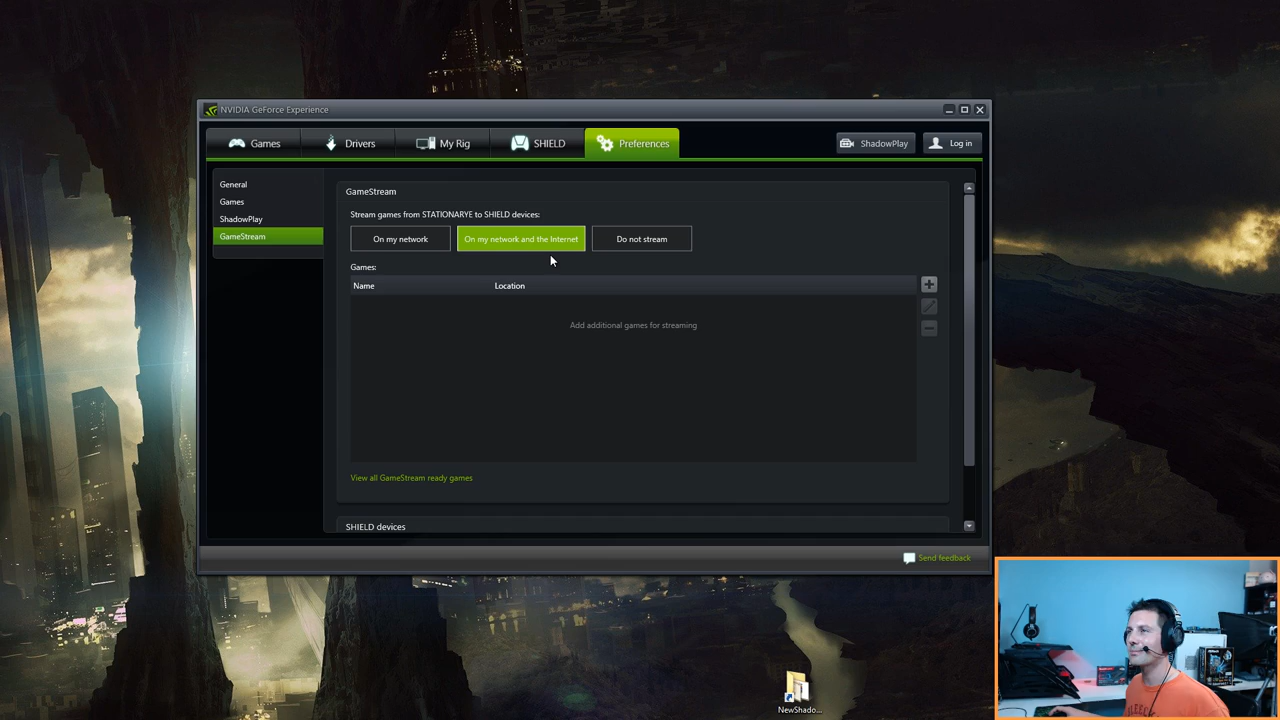 NVIDIA GeForce Experience
Games
Drivers
My Rig
SHIELD
Preferences
ShadowPlay
Log in
General
Games
ShadowPlay
GameStream
GameStream
Stream games from STATIONARYE to SHIELD devices:
On my network
On my network and the Internet
Do not stream
Games:
Name
Location
Add additional games for streaming
View all GameStream ready games
SHIELD devices
Send feedback
NewShado...